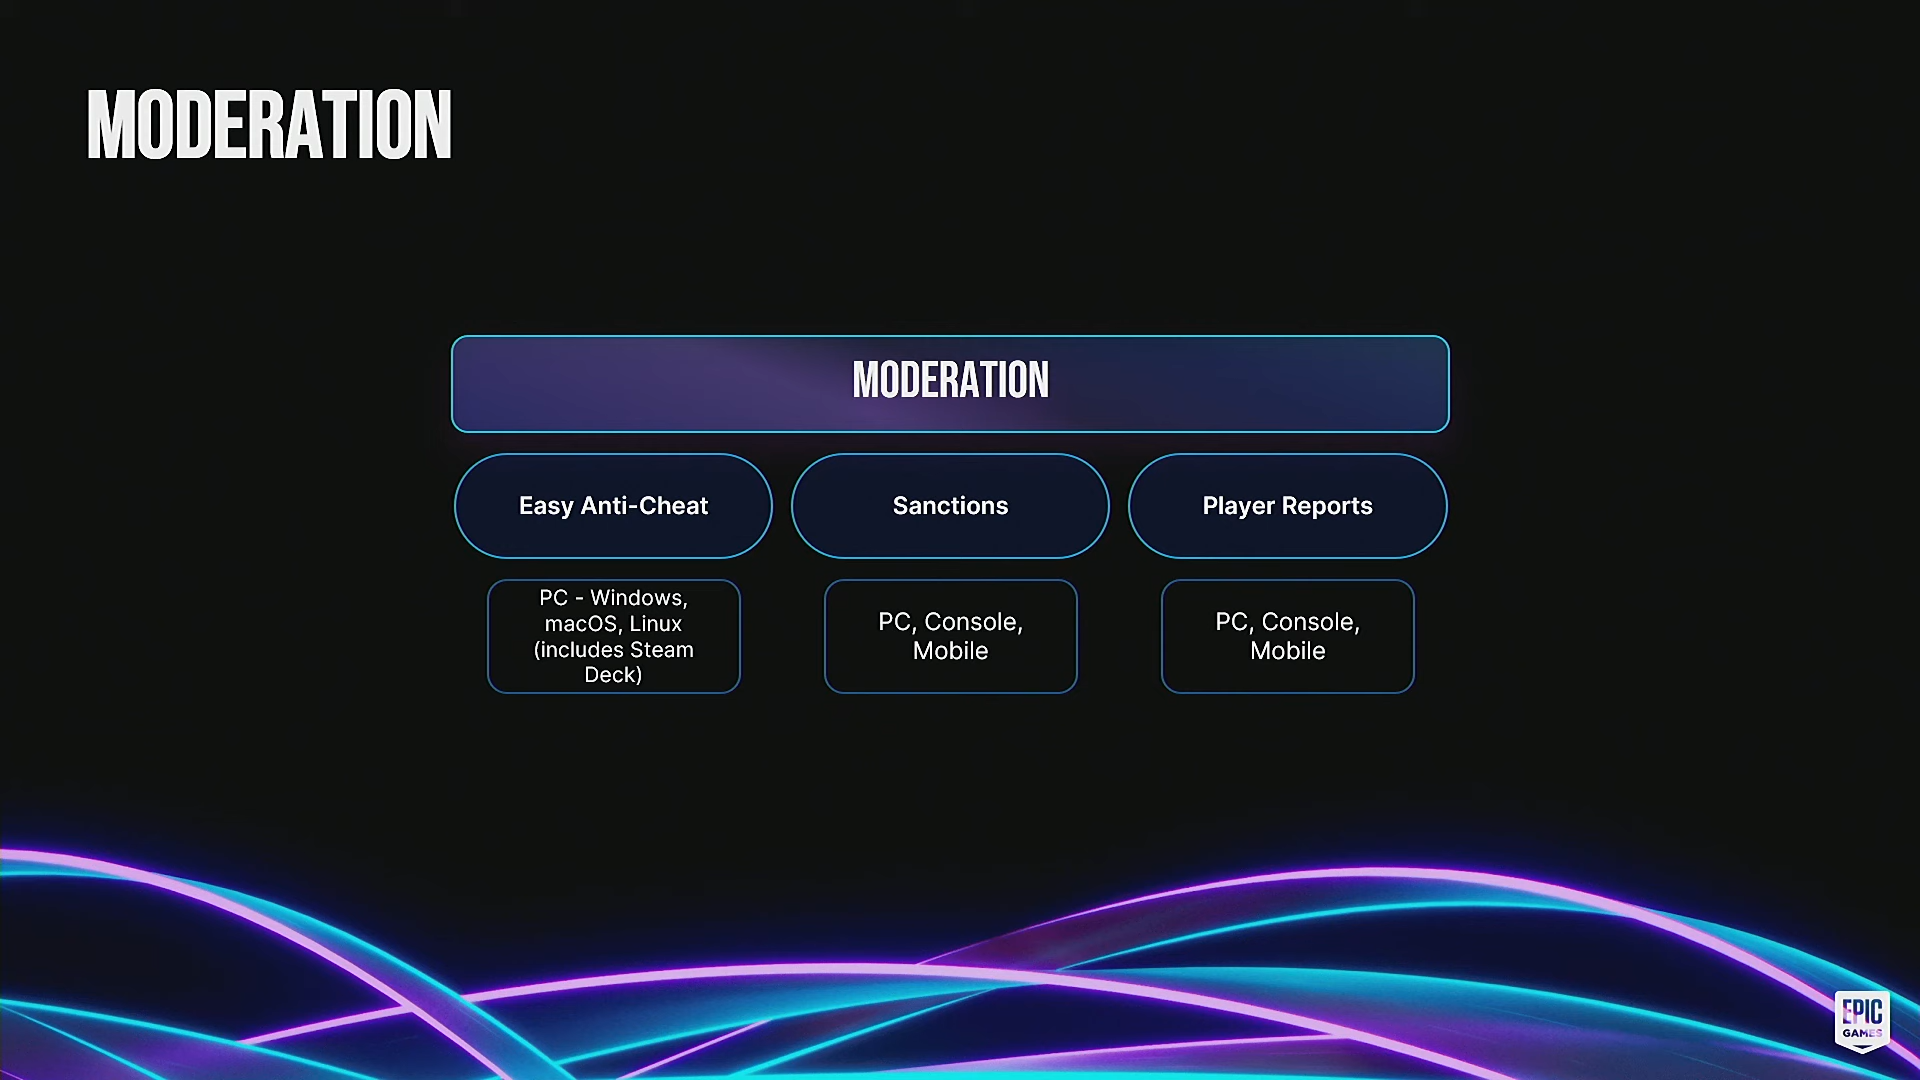 MODERATION
MODERATION
Easy Anti-Cheat
Sanctions
Player Reports
PC - Windows,
macOS, Linux
(includes Steam
Deck)
PC, Console,
Mobile
PC, Console,
Mobile
EPIC
GAMES